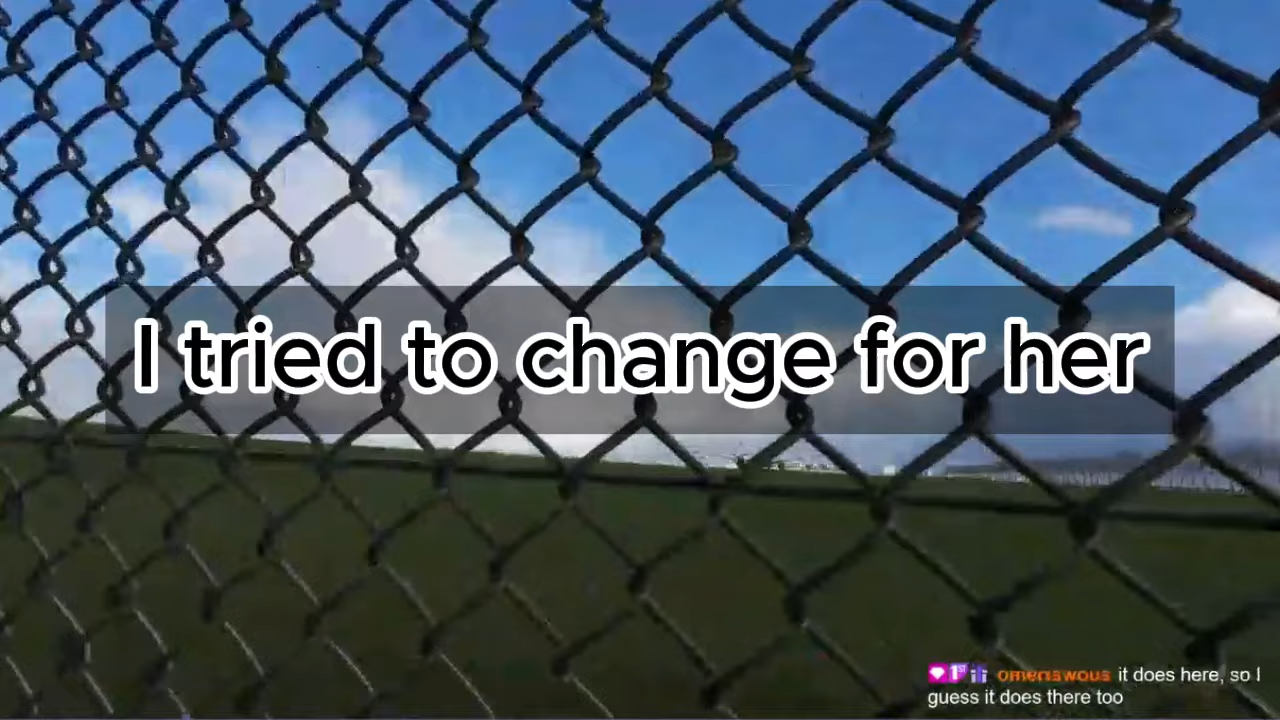 I tried to change for her
it does here, so I
guess it does there too